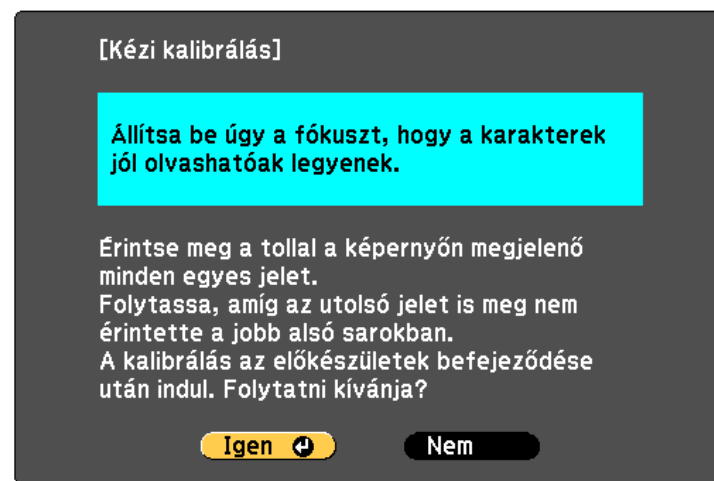 [Kézi kalibrálás]
Állítsa be úgy a fókuszt, hogy a karakterek
jól olvashatóak legyenek.
Érintse meg a tollal a képernyőn megjelenő
minden egyes jelet.
Folytassa, amíg az utolsó jelet is meg nem
érintette a jobb alsó sarokban.
A kalibrálás az előkészületek befejeződése
után indul. Folytatni kívánja?
Igen Nem